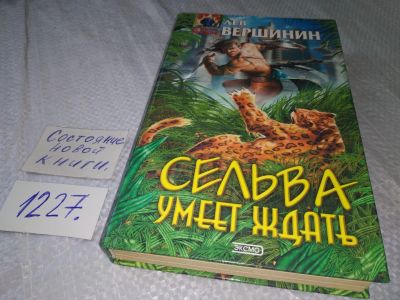 ЛЕВ
ВЕРШИНИН
СЕЛЬВА
УМЕЕТ ЖДАТЬ
ЭКСМО
Состояние
новой
книги.
1227.